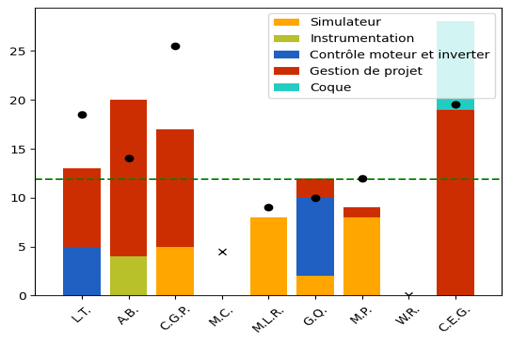 Simulateur
Instrumentation
Contrôle moteur et inverter
Gestion de projet
Coque
25
20
15
10
5
0
L.T.
A.B.
C.G.P.
M.C.
M.L.R.
G.Q.
M.P.
W.R.
C.E.G.